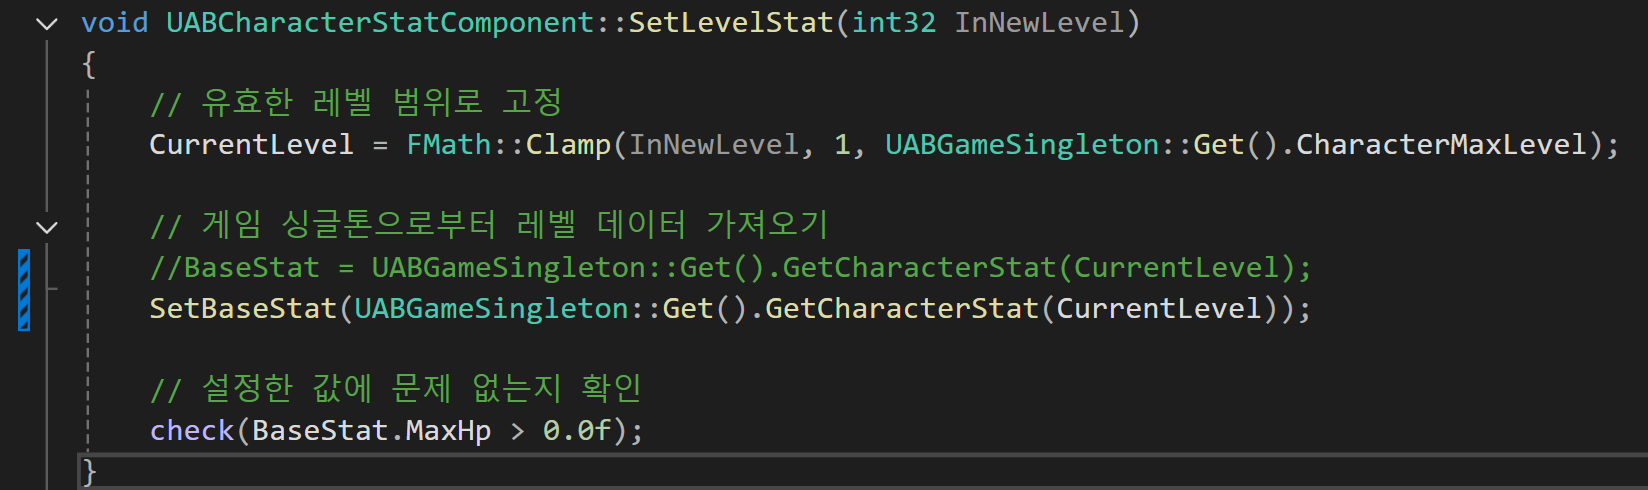 void UABCharacterStatComponent::SetLevelStat(int32 InNewLevel)
{
// 유효한 레벨 범위로 고정
CurrentLevel = FMath::Clamp(InNewLevel, 1, UABGameSingleton::Get().CharacterMaxLevel);
// 게임 싱글톤으로부터 레벨 데이터 가져오기
//BaseStat = UABGameSingleton::Get().GetCharacterStat(CurrentLevel);
SetBaseStat(UABGameSingleton::Get().GetCharacterStat(CurrentLevel));
// 설정한 값에 문제 없는지 확인
check(BaseStat.MaxHp > 0.0f);
}